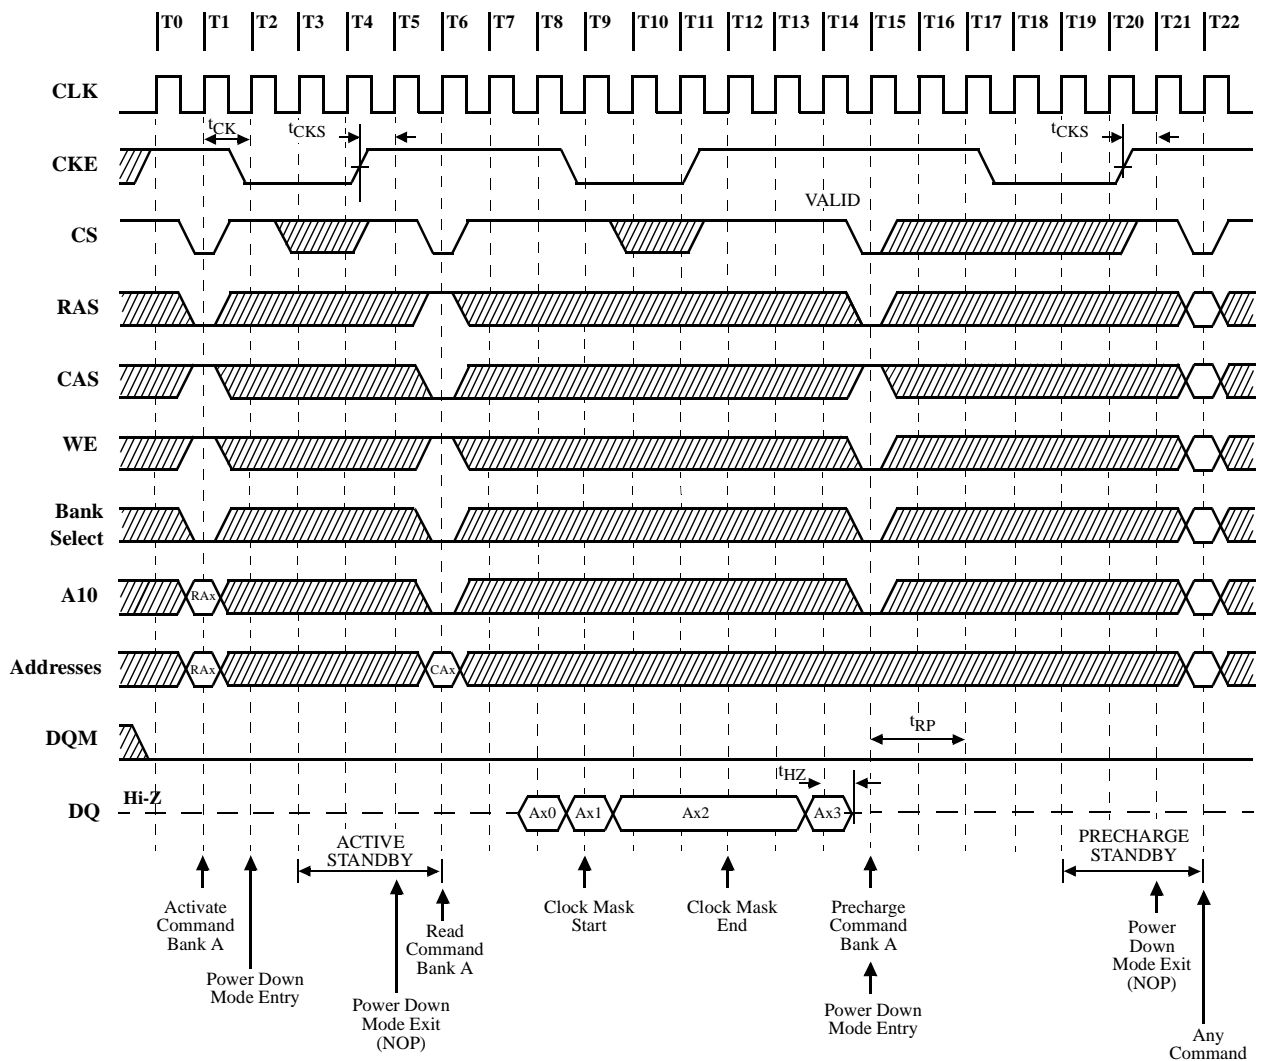 T0 T1 T2 T3 T4 T5 T6 T7 T8 T9 T10 T11 T12 T13 T14 T15 T16 T17 T18 T19 T20 T21 T22
CLK
tCK tCKS tCKS
CKE
VALID
CS
RAS
CAS
WE
Bank
Select
A10 RAx
Addresses RAx CAx
DQM
tRP
tHZ
DQ Hi-Z Ax0 Ax1 Ax2 Ax3
ACTIVE
STANDBY
PRECHARGE
STANDBY
Activate
Command
Bank A
Power Down
Mode Entry
Power Down
Mode Exit
(NOP)
Read
Command
Bank A
Clock Mask
Start
Clock Mask
End
Precharge
Command
Bank A
Power Down
Mode Entry
Power
Down
Mode Exit
(NOP)
Any
Command